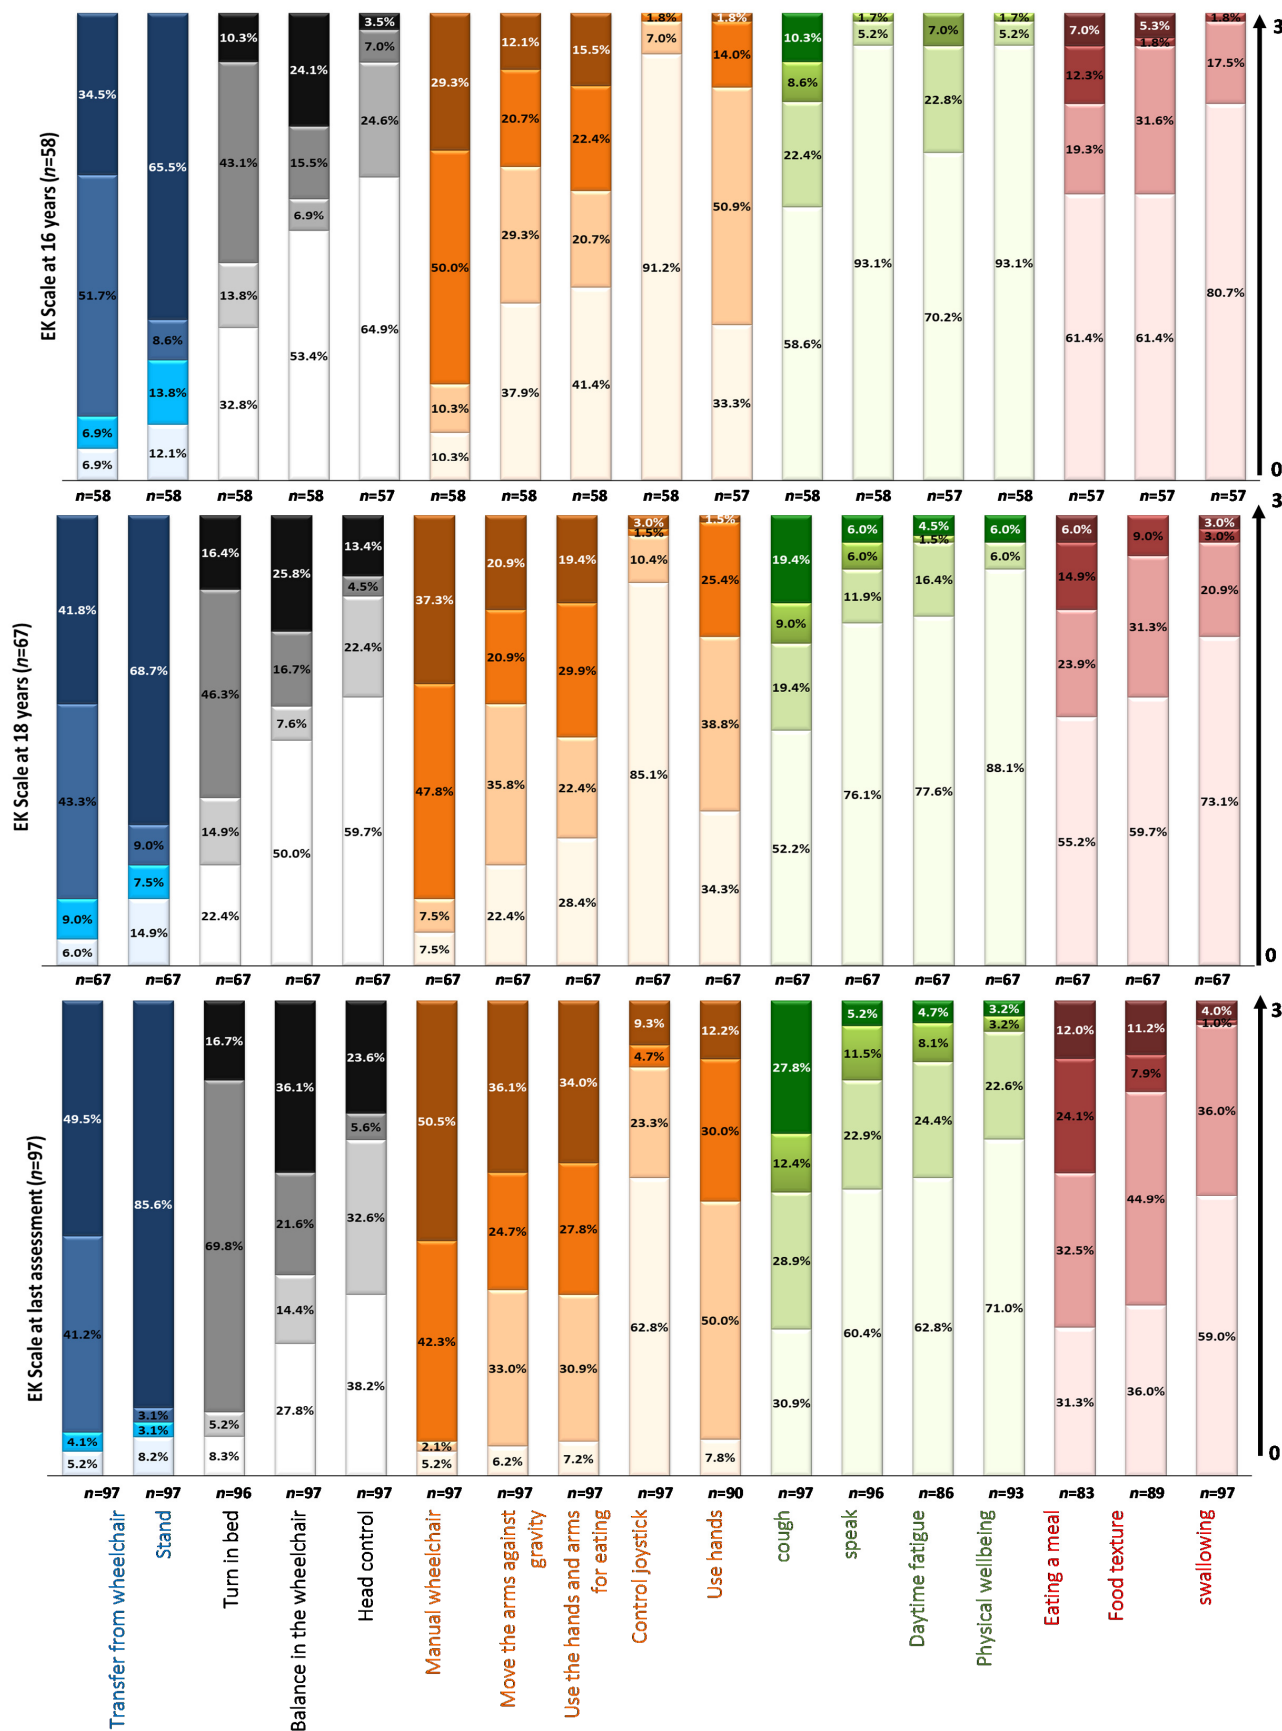 EK Scale at 16 years (n=58)
3
10.3% 3.5% 1.8% 1.8% 10.3% 1.7% 7.0% 1.7% 7.0% 5.3% 1.8%
34.5% 65.5% 43.1% 24.1% 7.0% 29.3% 12.1% 15.5% 7.0% 14.0% 8.6% 5.2% 22.8% 5.2% 12.3% 1.8% 17.5%
51.7% 8.6% 13.8% 15.5% 24.6% 50.0% 20.7% 22.4% 91.2% 50.9% 22.4% 93.1% 70.2% 93.1% 19.3% 31.6% 80.7%
6.9% 13.8% 32.8% 6.9% 64.9% 10.3% 29.3% 20.7% 33.3% 58.6% 61.4% 61.4%
6.9% 12.1% 53.4% 10.3% 37.9% 41.4%
0
n=58 n=58 n=58 n=58 n=57 n=58 n=58 n=58 n=58 n=57 n=58 n=58 n=57 n=58 n=57 n=57 n=57
EK Scale at 18 years (n=67)
3
41.8% 68.7% 16.4% 25.8% 13.4% 37.3% 20.9% 19.4% 3.0% 1.5% 19.4% 6.0% 4.5% 6.0% 6.0% 9.0% 3.0%
43.3% 9.0% 46.3% 16.7% 4.5% 47.8% 20.9% 29.9% 1.5% 25.4% 9.0% 6.0% 1.5% 6.0% 14.9% 31.3% 3.0%
9.0% 7.5% 14.9% 7.6% 22.4% 7.5% 35.8% 22.4% 10.4% 38.8% 19.4% 11.9% 16.4% 88.1% 23.9% 59.7% 20.9%
6.0% 14.9% 22.4% 50.0% 59.7% 7.5% 22.4% 28.4% 85.1% 34.3% 52.2% 76.1% 77.6% 55.2% 73.1%
0
n=67 n=67 n=67 n=67 n=67 n=67 n=67 n=67 n=67 n=67 n=67 n=67 n=67 n=67 n=67 n=67 n=67
EK Scale at last assessment (n=97)
3
49.5% 85.6% 16.7% 36.1% 23.6% 50.5% 36.1% 34.0% 9.3% 12.2% 27.8% 5.2% 4.7% 3.2% 12.0% 11.2% 4.0%
41.2% 3.1% 69.8% 21.6% 5.6% 42.3% 24.7% 27.8% 4.7% 30.0% 12.4% 11.5% 8.1% 3.2% 24.1% 7.9% 1.0%
4.1% 3.1% 5.2% 14.4% 32.6% 2.1% 33.0% 30.9% 23.3% 50.0% 28.9% 22.9% 24.4% 22.6% 32.5% 44.9% 36.0%
5.2% 8.2% 8.3% 27.8% 38.2% 5.2% 6.2% 7.2% 62.8% 7.8% 30.9% 60.4% 62.8% 71.0% 31.3% 36.0% 59.0%
0
n=97 n=97 n=96 n=97 n=97 n=97 n=97 n=97 n=97 n=90 n=97 n=96 n=86 n=93 n=83 n=89 n=97
Transfer from wheelchair
Stand
Turn in bed
Balance in the wheelchair
Head control
Manual wheelchair
Move the arms against
gravity
Use the hands and arms
for eating
Control joystick
Use hands
cough
speak
Daytime fatigue
Physical wellbeing
Eating a meal
Food texture
swallowing